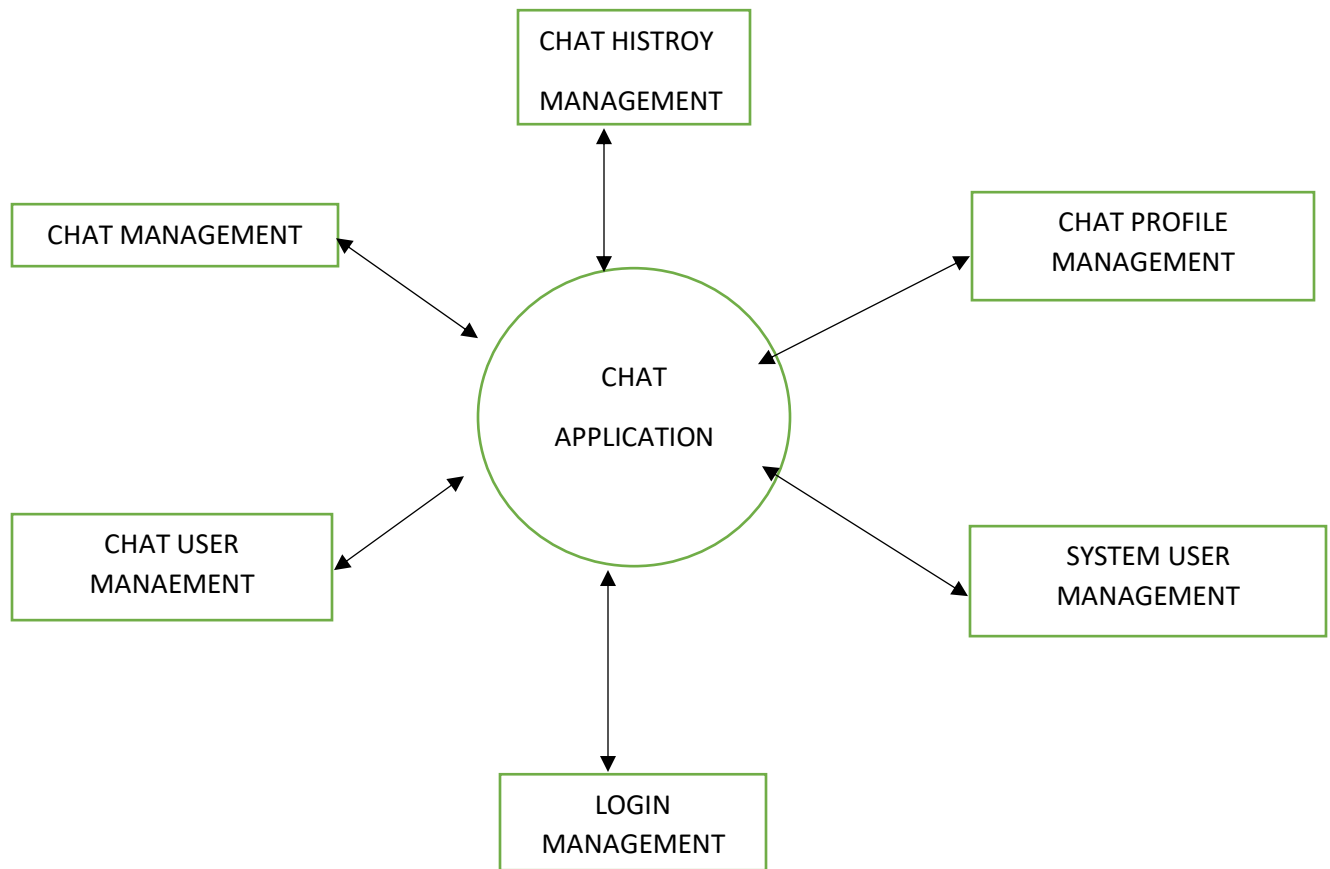 CHAT HISTROY
MANAGEMENT
CHAT MANAGEMENT
CHAT PROFILE
MANAGEMENT
CHAT
APPLICATION
CHAT USER
MANAEMENT
SYSTEM USER
MANAGEMENT
LOGIN
MANAGEMENT